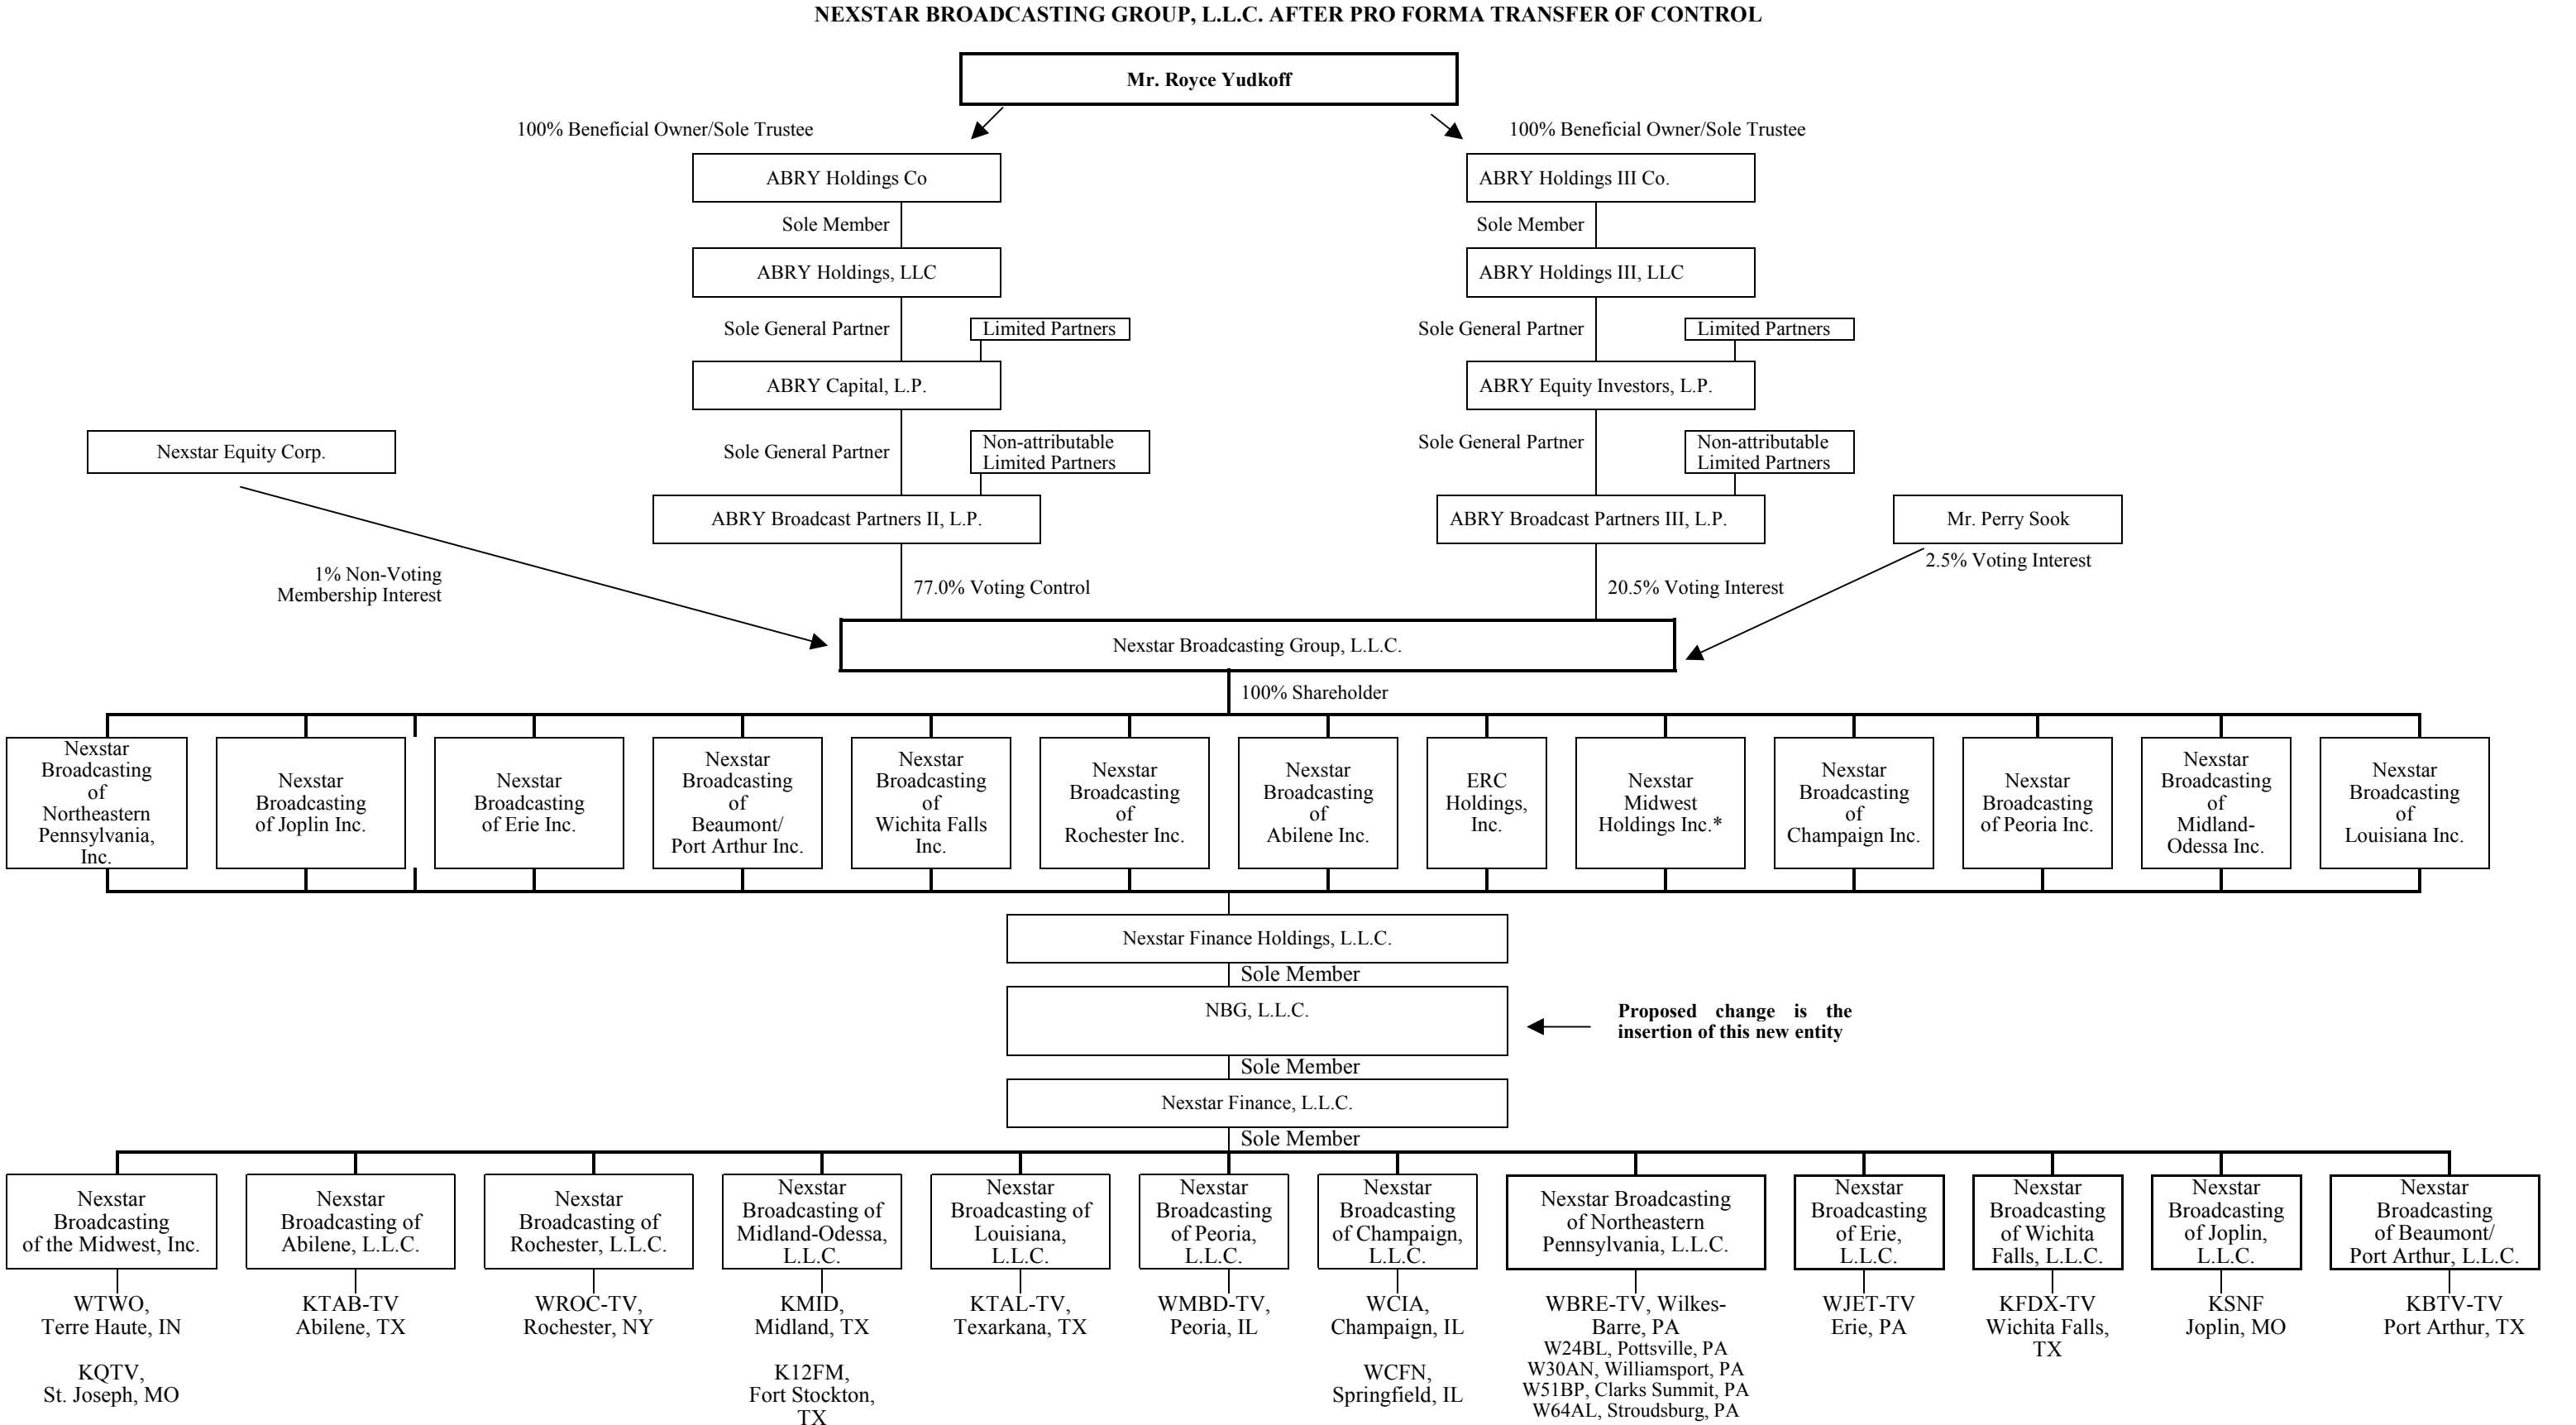 NEXSTAR BROADCASTING GROUP, L.L.C. AFTER PRO FORMA TRANSFER OF CONTROL
Mr. Royce Yudkoff
100% Beneficial Owner/Sole Trustee
100% Beneficial Owner/Sole Trustee
ABRY Holdings Co
ABRY Holdings III Co.
Sole Member
Sole Member
ABRY Holdings, LLC
ABRY Holdings III, LLC
Sole General Partner
Limited Partners
Sole General Partner
Limited Partners
ABRY Capital, L.P.
ABRY Equity Investors, L.P.
Nexstar Equity Corp.
Sole General Partner
Non-attributable
Limited Partners
Sole General Partner
Non-attributable
Limited Partners
ABRY Broadcast Partners II, L.P.
ABRY Broadcast Partners III, L.P.
Mr. Perry Sook
1% Non-Voting
Membership Interest
77.0% Voting Control
20.5% Voting Interest
2.5% Voting Interest
Nexstar Broadcasting Group, L.L.C.
100% Shareholder
Nexstar
Broadcasting
of
Northeastern
Pennsylvania,
Inc.
Nexstar
Broadcasting
of Joplin Inc.
Nexstar
Broadcasting
of Erie Inc.
Nexstar
Broadcasting
of
Beaumont/
Port Arthur Inc.
Nexstar
Broadcasting
of
Wichita Falls
Inc.
Nexstar
Broadcasting
of
Rochester Inc.
Nexstar
Broadcasting
of
Abilene Inc.
ERC
Holdings,
Inc.
Nexstar
Midwest
Holdings Inc.*
Nexstar
Broadcasting
of
Champaign Inc.
Nexstar
Broadcasting
of Peoria Inc.
Nexstar
Broadcasting
of
Midland-
Odessa Inc.
Nexstar
Broadcasting
of
Louisiana Inc.
Nexstar Finance Holdings, L.L.C.
Sole Member
NBG, L.L.C.
Proposed change is the
insertion of this new entity
Sole Member
Nexstar Finance, L.L.C.
Sole Member
Nexstar
Broadcasting
of the Midwest, Inc.
Nexstar
Broadcasting of
Abilene, L.L.C.
Nexstar
Broadcasting of
Rochester, L.L.C.
Nexstar
Broadcasting of
Midland-Odessa,
L.L.C.
Nexstar
Broadcasting of
Louisiana,
L.L.C.
Nexstar
Broadcasting
of Peoria,
L.L.C.
Nexstar
Broadcasting
of Champaign,
L.L.C.
Nexstar Broadcasting
of Northeastern
Pennsylvania, L.L.C.
Nexstar
Broadcasting
of Erie,
L.L.C.
Nexstar
Broadcasting
of Wichita
Falls, L.L.C.
Nexstar
Broadcasting
of Joplin,
L.L.C.
Nexstar
Broadcasting
of Beaumont/
Port Arthur, L.L.C.
WTWO,
Terre Haute, IN
KQTV,
St. Joseph, MO
KTAB-TV
Abilene, TX
WROC-TV,
Rochester, NY
KMID,
Midland, TX
K12FM,
Fort Stockton,
TX
KTAL-TV,
Texarkana, TX
WMBD-TV,
Peoria, IL
WCIA,
Champaign, IL
WCFN,
Springfield, IL
WBRE-TV, Wilkes-
Barre, PA
W24BL, Pottsville, PA
W30AN, Williamsport, PA
W51BP, Clarks Summit, PA
W64AL, Stroudsburg, PA
WJET-TV
Erie, PA
KFDX-TV
Wichita Falls,
TX
KSNF
Joplin, MO
KBTV-TV
Port Arthur, TX